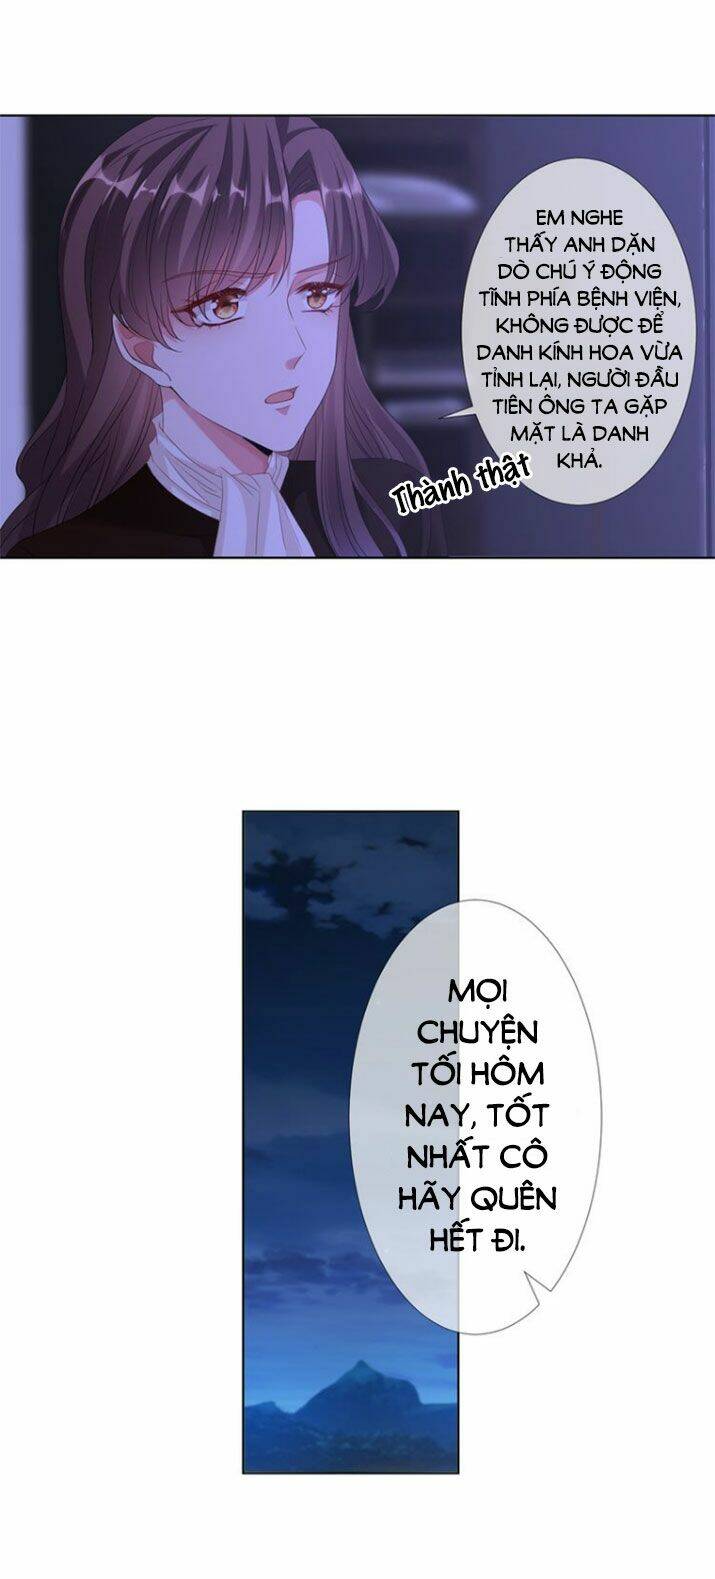 EM NGHE
THẤY ANH DẶN
DÒ CHÚ Ý ĐỘNG
TĨNH PHÍA BỆNH VIỆN,
KHÔNG ĐƯỢC ĐỂ
DANH KÍNH HOA VỪA
TỈNH LẠI, NGƯỜI ĐẦU
TIÊN ÔNG TA GẶP
MẶT LÀ DANH
KHẢ.
Thành thật
MỌI
CHUYỆN
TỐI HÔM
NAY, TỐT
NHẤT CÔ
HÃY QUÊN
HẾT ĐI.